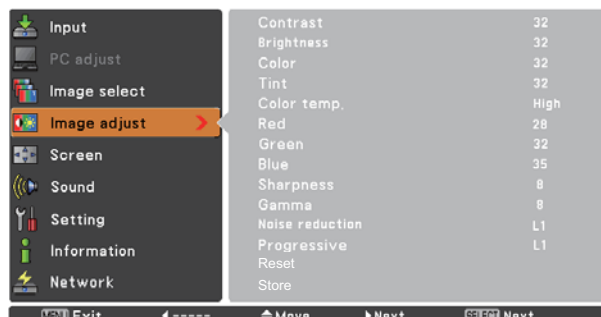 Input
PC adjust
Image select
Image adjust
Screen
Sound
Setting
Information
Network
Contrast 32
Brightness 32
Color 32
Tint 32
Color temp. High
Red 28
Green 32
Blue 35
Sharpness 8
Gamma 8
Noise reduction L1
Progressive L1
Reset
Store
MENU Exit ----- Move Next SELECT Next